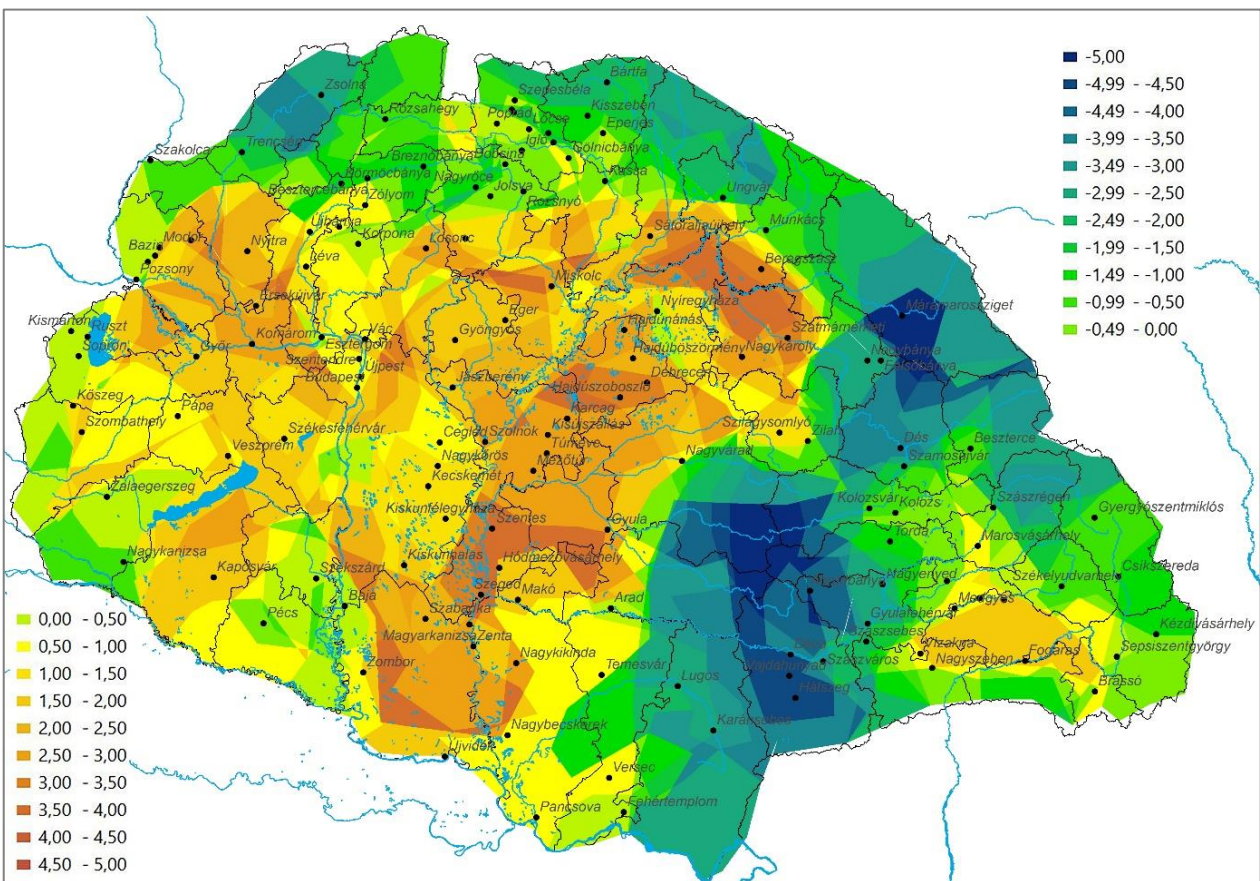 -5,00
-4,99 - -4,50
-4,49 - -4,00
-3,99 - -3,50
-3,49 - -3,00
-2,99 - -2,50
-2,49 - -2,00
-1,99 - -1,50
-1,49 - -1,00
-0,99 - -0,50
-0,49 - 0,00
Zsolna
Bártfa
Szepesbéla
Rózsahegy
Poprád
Lőcse
Kisszeben
Eperjes
Szakolca
Trencsén
Igló
Gölnicbánya
Breznóbánya
Dobsina
Körmöcbánya
Nagyrőce
Jolsva
Kassa
Besztercebánya
Zólyom
Rozsnyó
Ungvár
Újbánya
Korpona
Losonc
Sátoraljaújhely
Munkács
Modor
Bazin
Nyitra
Léva
Pozsony
Miskolc
Beregszász
Érsekújvár
Nyíregyháza
Máramarossziget
Kismarton
Ruszt
Sopron
Győr
Komárom
Esztergom
Vác
Eger
Gyöngyös
Hajdúnánás
Szatmárnémeti
Szentendre
Újpest
Budapest
Hajdúböszörmény
Nagykároly
Nagybánya
Felsőbánya
Jászberény
Debrecen
Hajdúszoboszló
Kőszeg
Pápa
Karcag
Szombathely
Székesfehérvár
Cegléd
Szolnok
Kisújszállás
Szilágysomlyó
Zilah
Veszprém
Túrkeve
Dés
Beszterce
Nagykőrös
Mezőtúr
Nagyvárad
Szamosújvár
Kecskemét
Zalaegerszeg
Kolozsvár
Kolozs
Szászrégen
Gyergyószentmiklós
Kiskunfélegyháza
Szentes
Gyula
Torda
Marosvásárhely
Nagykanizsa
Kaposvár
Szekszárd
Kiskunhalas
Hódmezővásárhely
Csíkszereda
Nagyenyed
Székelyudvarhely
Baja
Szeged
Makó
Arad
Medgyes
Pécs
Szabadka
Gyulafehérvár
Kézdivásárhely
Magyarkanizsa
Zenta
Szászsebes
Vízakna
Sepsiszentgyörgy
Zombor
Nagykikinda
Temesvár
Lugos
Vajdahunyad
Szászváros
Nagyszeben
Fogaras
Hátszeg
Brassó
Nagybecskerek
Karánsebes
Újvidék
Versec
Pancsova
Fehértemplom
0,00 - 0,50
0,50 - 1,00
1,00 - 1,50
1,50 - 2,00
2,00 - 2,50
2,50 - 3,00
3,00 - 3,50
3,50 - 4,00
4,00 - 4,50
4,50 - 5,00